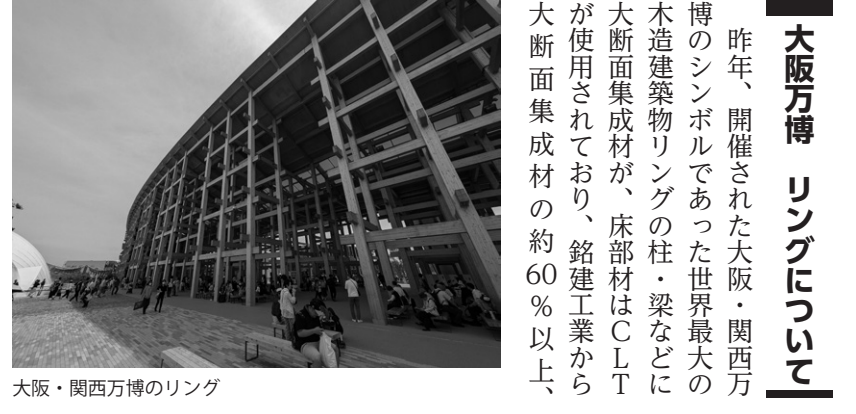 大阪万博　リングについて
　昨年、開催された大阪・関西万
博のシンボルであった世界最大の
木造建築物リングの柱・梁などに
大断面集成材が、床部材はＣＬＴ
が使用されており、銘建工業から
大断面集成材の約60％以上、
大阪・関西万博のリング